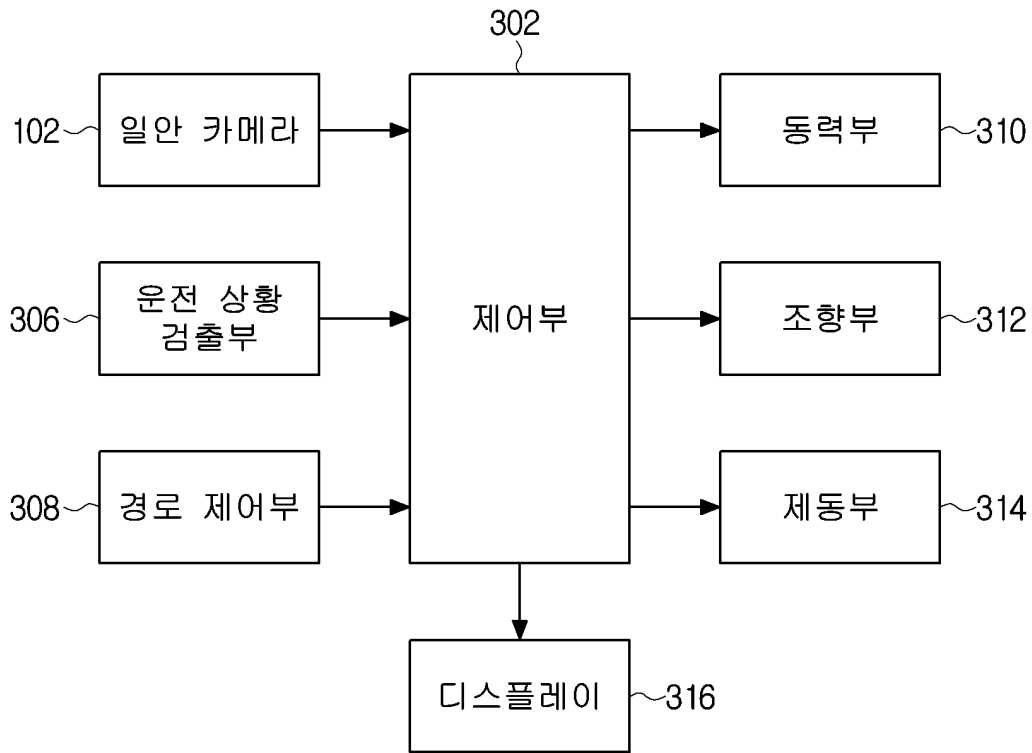 302
102
일안 카메라
동력부
310
306
운전 상황
검출부
제어부
조향부
312
308
경로 제어부
제동부
314
디스플레이
316